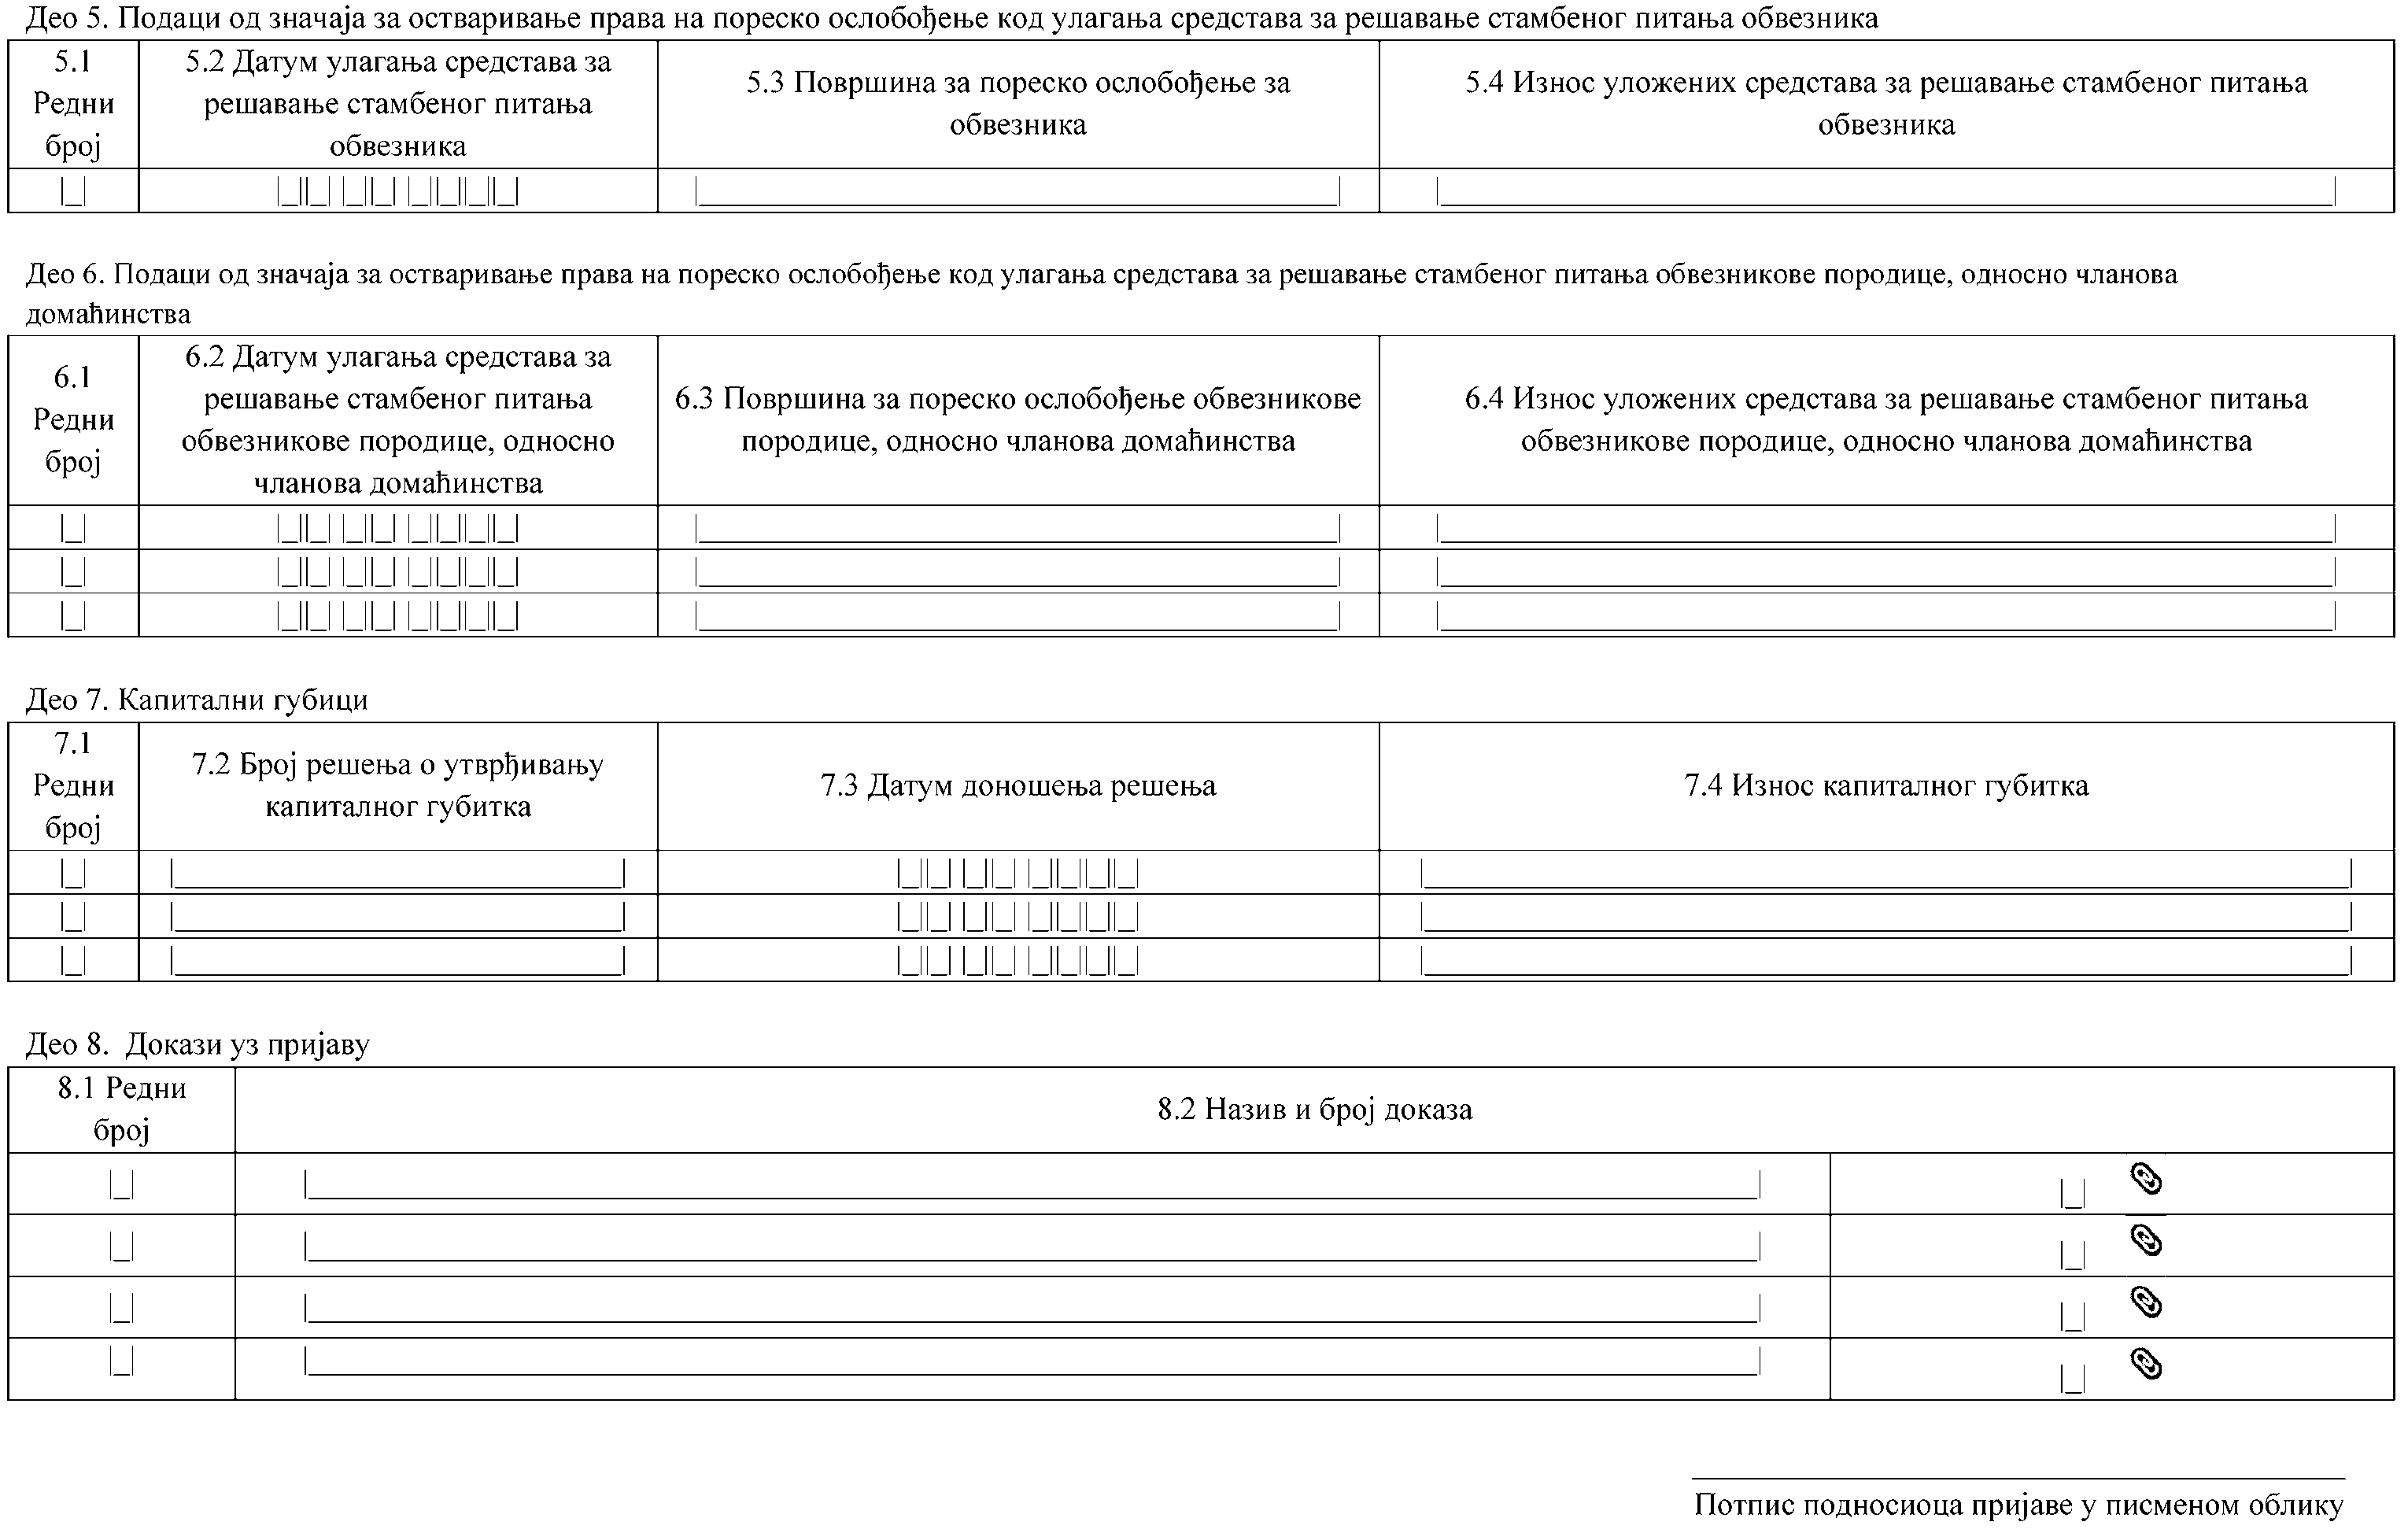 Део 5. Подаци од значаја за остваривање права на пореско ослобођење код улагања средстава за решавање стамбеног питања обвезника
5.1
Редни
број
5.2 Датум улагања средстава за
решавање стамбеног питања
обвезника
5.3 Површина за пореско ослобођење за
обвезника
5.4 Износ уложених средстава за решавање стамбеног питања
обвезника
Део 6. Подаци од значаја за остваривање права на пореско ослобођење код улагања средстава за решавање стамбеног питања обвезникове породице, односно чланова
домаћинства
6.1
Редни
број
6.2 Датум улагања средстава за
решавање стамбеног питања
обвезникове породице, односно
чланова домаћинства
6.3 Површина за пореско ослобођење обвезникове
породице, односно чланова домаћинства
6.4 Износ уложених средстава за решавање стамбеног питања
обвезникове породице, односно чланова домаћинства
Део 7. Капитални губици
7.1
Редни
број
7.2 Број решења о утврђивању
капиталног губитка
7.3 Датум доношења решења
7.4 Износ капиталног губитка
Део 8. Докази уз пријаву
8.1 Редни
број
8.2 Назив и број доказа
Потпис подносиоца пријаве у писменом облику